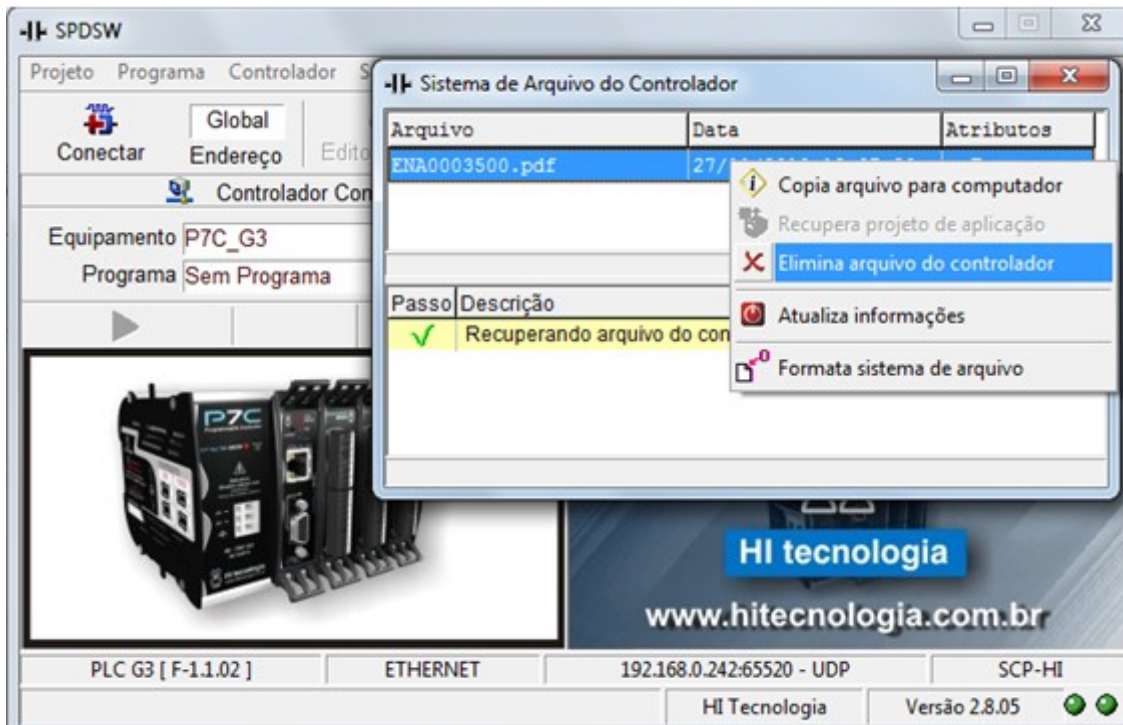 SPDSW
Projeto Programa Controlador S
Conectar
Global
Endereço
Edito
Controlador Con
Equipamento P7C_G3
Programa Sem Programa
Sistema de Arquivo do Controlador
Arquivo Data Atributos
ENA0003500.pdf 27/
Copia arquivo para computador
Recupera projeto de aplicação
Elimina arquivo do controlador
Atualiza informações
Formata sistema de arquivo
Passo Descrição
Recuperando arquivo do con
P7C
HI tecnologia
www.hitecnologia.com.br
PLC G3 [ F-1.1.02 ] ETHERNET 192.168.0.242:65520 - UDP SCP-HI
HI Tecnologia Versão 2.8.05